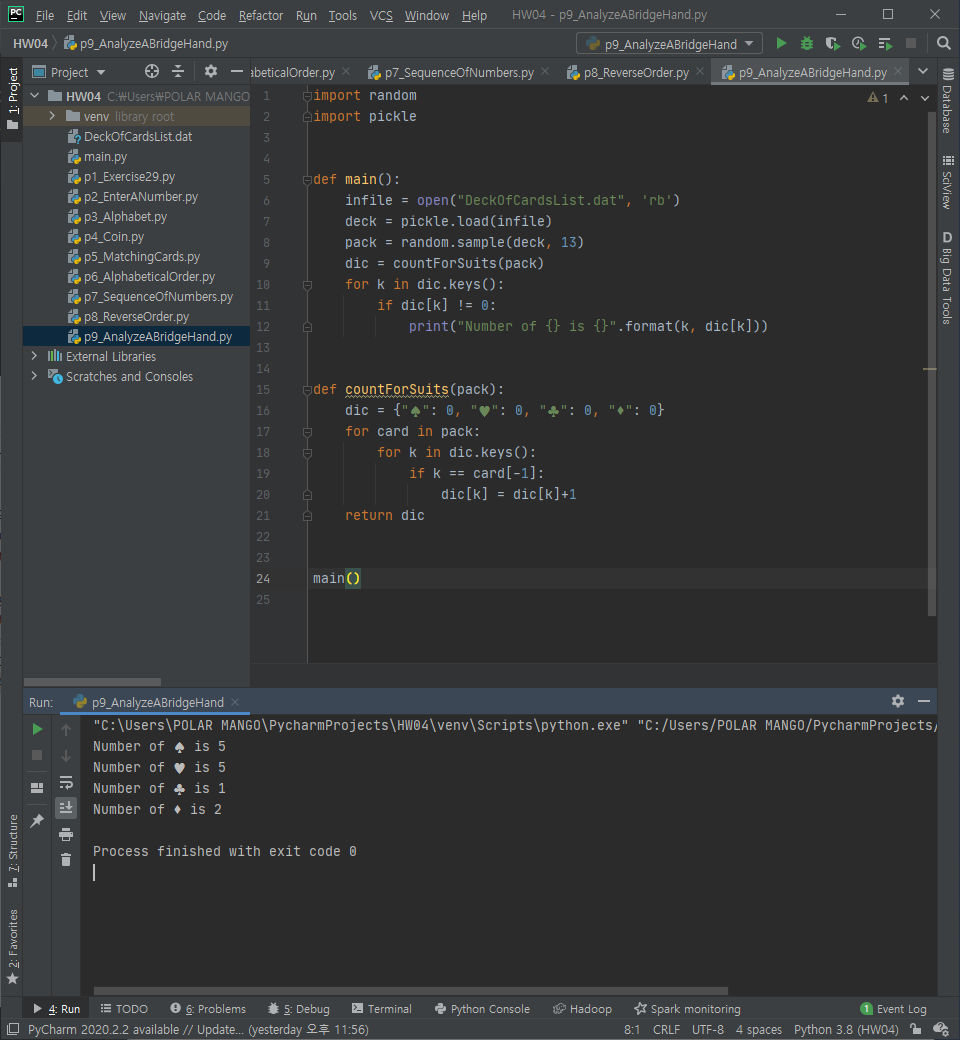 PC File Edit View Navigate Code Refactor Run Tools VCS Window Help HW04 - p9_AnalyzeABridgeHand.py
HW04 p9_AnalyzeABridgeHand.py p9_AnalyzeABridgeHand
1: Project
Project
abeticalOrder.py p7_SequenceOfNumbers.py p8_ReverseOrder.py p9_AnalyzeABridgeHand.py
HW04 C:₩Users₩POLAR MANGO
venv library root
DeckOfCardsList.dat
main.py
p1_Exercise29.py
p2_EnterANumber.py
p3_Alphabet.py
p4_Coin.py
p5_MatchingCards.py
p6_AlphabeticalOrder.py
p7_SequenceOfNumbers.py
p8_ReverseOrder.py
p9_AnalyzeABridgeHand.py
External Libraries
Scratches and Consoles
1 import random
2 import pickle
3
4
5 def main():
6 infile = open("DeckOfCardsList.dat", 'rb')
7 deck = pickle.load(infile)
8 pack = random.sample(deck, 13)
9 dic = countForSuits(pack)
10 for k in dic.keys():
11 if dic[k] != 0:
12 print("Number of {} is {}".format(k, dic[k]))
13
14
15 def countForSuits(pack):
16 dic = {"♠": 0, "♥": 0, "♣": 0, "♦": 0}
17 for card in pack:
18 for k in dic.keys():
19 if k == card[-1]:
20 dic[k] = dic[k]+1
21 return dic
22
23
24 main()
25
1
Database
SciView
D Big Data Tools
Run: p9_AnalyzeABridgeHand
"C:\Users\POLAR MANGO\PycharmProjects\HW04\venv\Scripts\python.exe" "C:/Users/POLAR MANGO/PycharmProjects/
Number of ♠ is 5
Number of ♥ is 5
Number of ♣ is 1
Number of ♦ is 2
Process finished with exit code 0
7: Structure
2: Favorites
4: Run TODO 6: Problems 5: Debug Terminal Python Console Hadoop Spark monitoring 1 Event Log
PyCharm 2020.2.2 available // Update... (yesterday 오후 11:56) 8:1 CRLF UTF-8 4 spaces Python 3.8 (HW04)